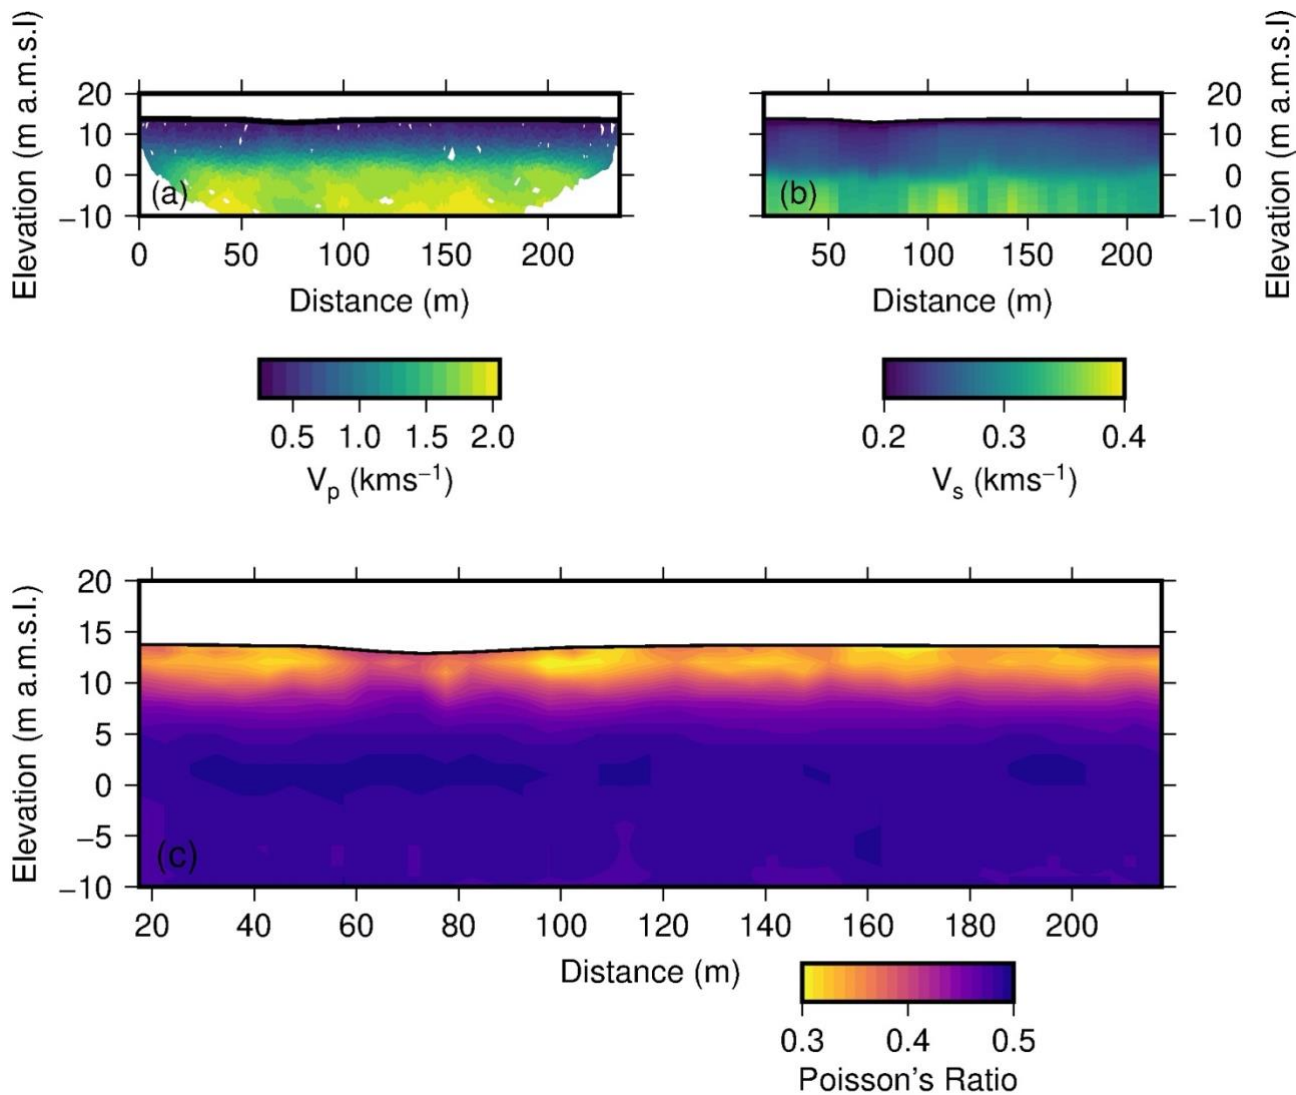 Elevation (m a.m.s.l)
20
10
0
−10
(a)
0 50 100 150 200
Distance (m)
0.5 1.0 1.5 2.0
Vp (kms−1)
20
10
0
−10
Elevation (m a.m.s.l)
(b)
50 100 150 200
Distance (m)
0.2 0.3 0.4
Vs (kms−1)
Elevation (m a.m.s.l.)
20
15
10
5
0
−5
−10
(c)
20 40 60 80 100 120 140 160 180 200
Distance (m)
0.3 0.4 0.5
Poisson's Ratio